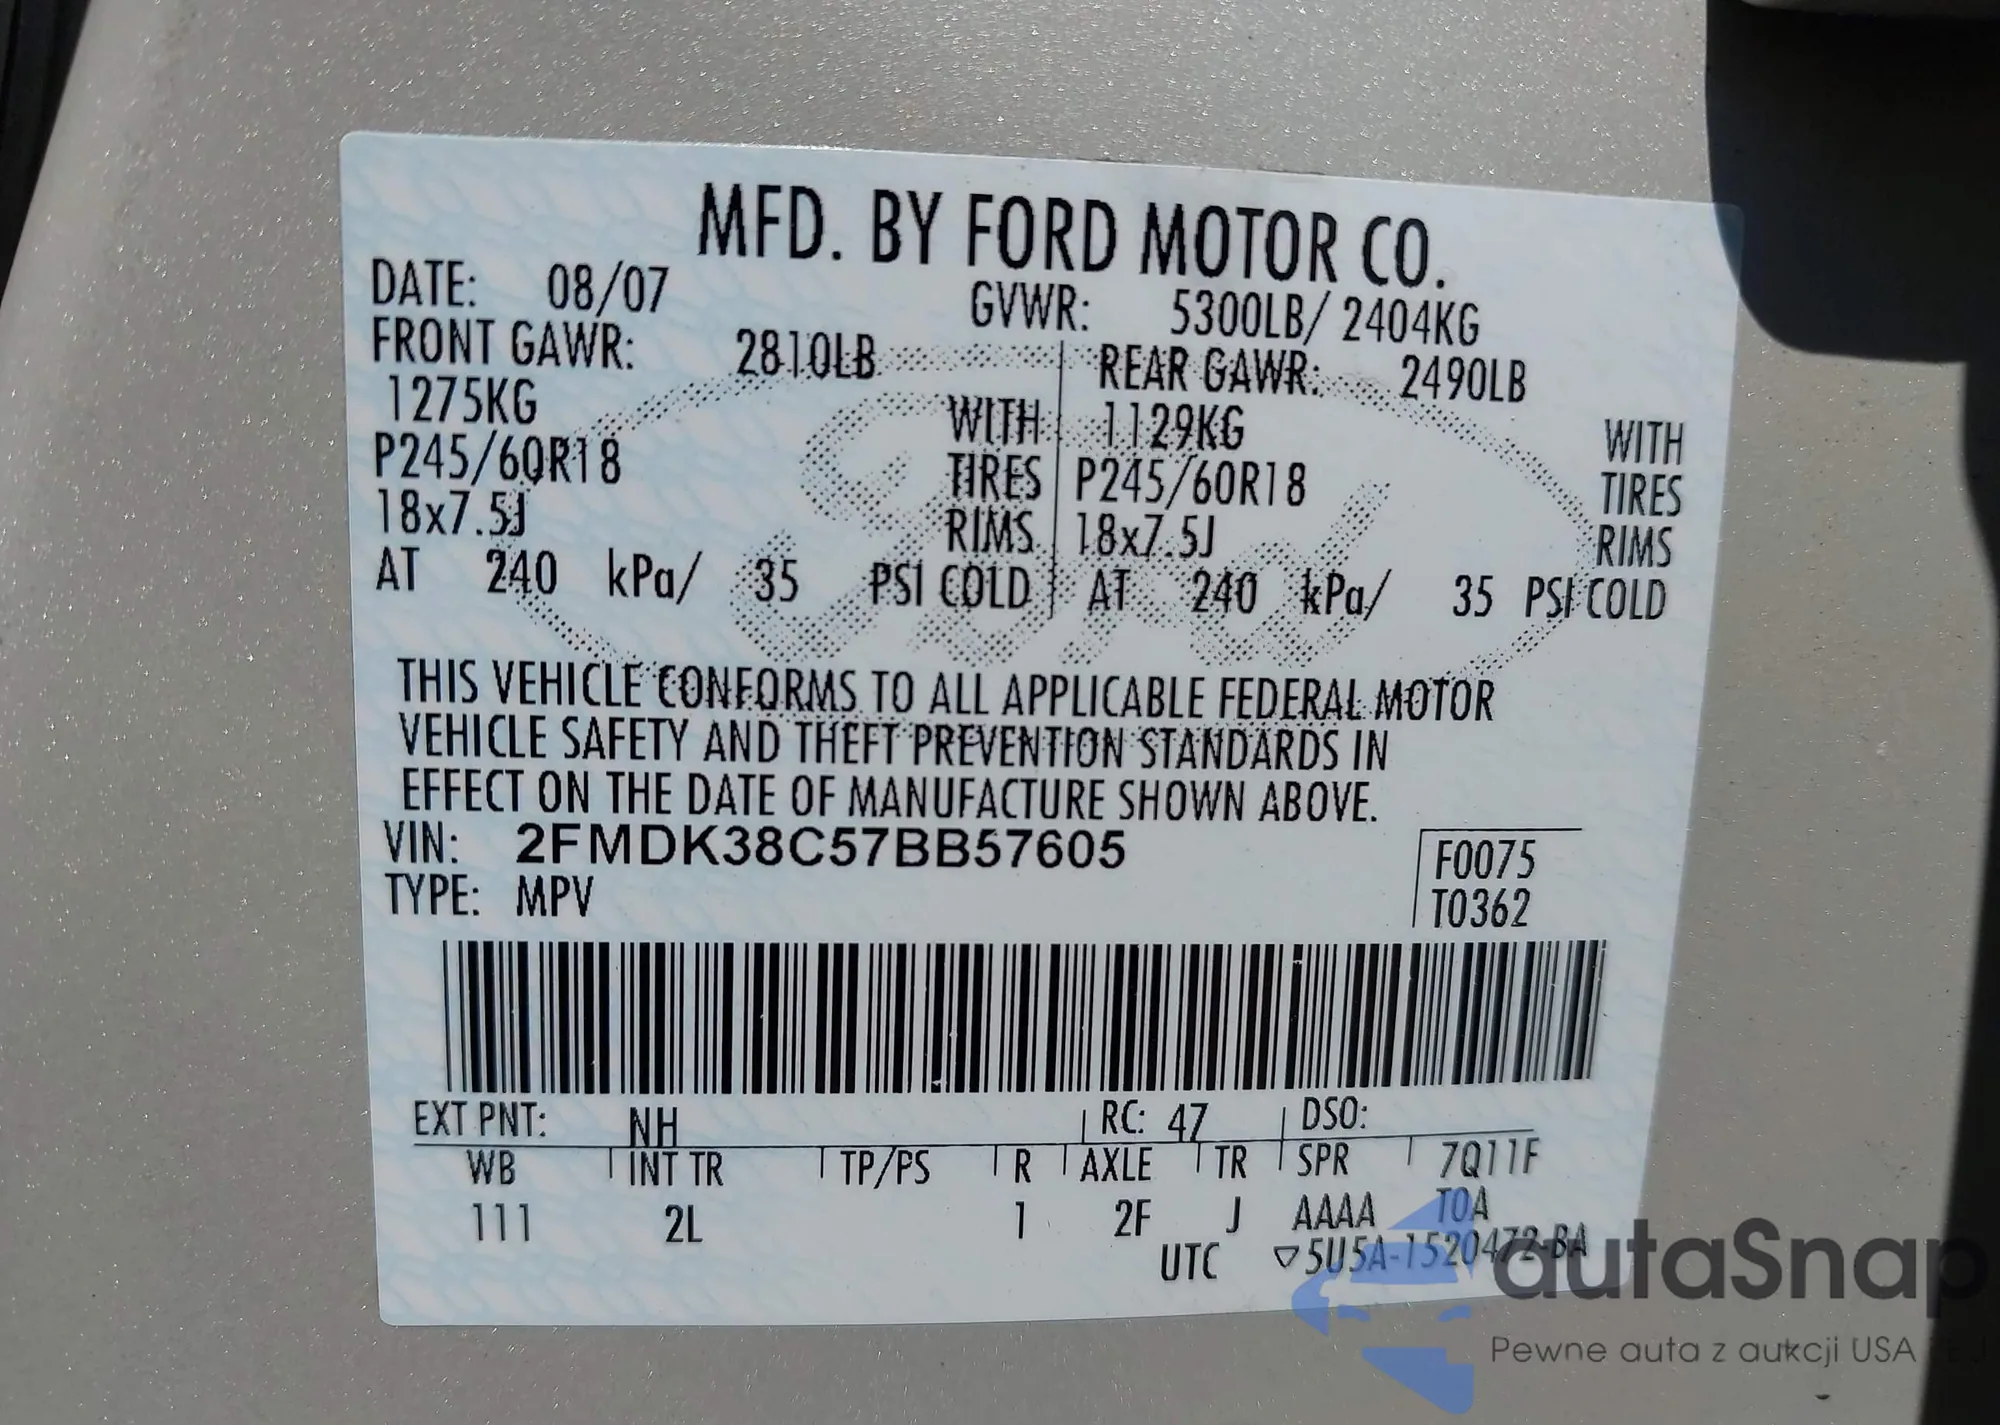 MFD. BY FORD MOTOR CO.
DATE: 08/07 GVWR: 5300LB/ 2404KG
FRONT GAWR: 2810LB REAR GAWR: 2490LB
1275KG WITH 1129KG WITH
P245/60R18 TIRES P245/60R18 TIRES
18x7.5J RIMS 18x7.5J RIMS
AT 240 kPa/ 35 PSI COLD AT 240 kPa/ 35 PSI COLD
THIS VEHICLE CONFORMS TO ALL APPLICABLE FEDERAL MOTOR
VEHICLE SAFETY AND THEFT PREVENTION STANDARDS IN
EFFECT ON THE DATE OF MANUFACTURE SHOWN ABOVE.
VIN: 2FMDK38C57BB57605 F0075
TYPE: MPV T0362
EXT PNT: NH RC: 47 DSO:
WB INT TR TP/PS R AXLE TR SPR 7Q11F
111 2L 1 2F J AAAA TOA
UTC ▽5U5A-1520472-BA
autaSnap
Pewne auta z aukcji USA